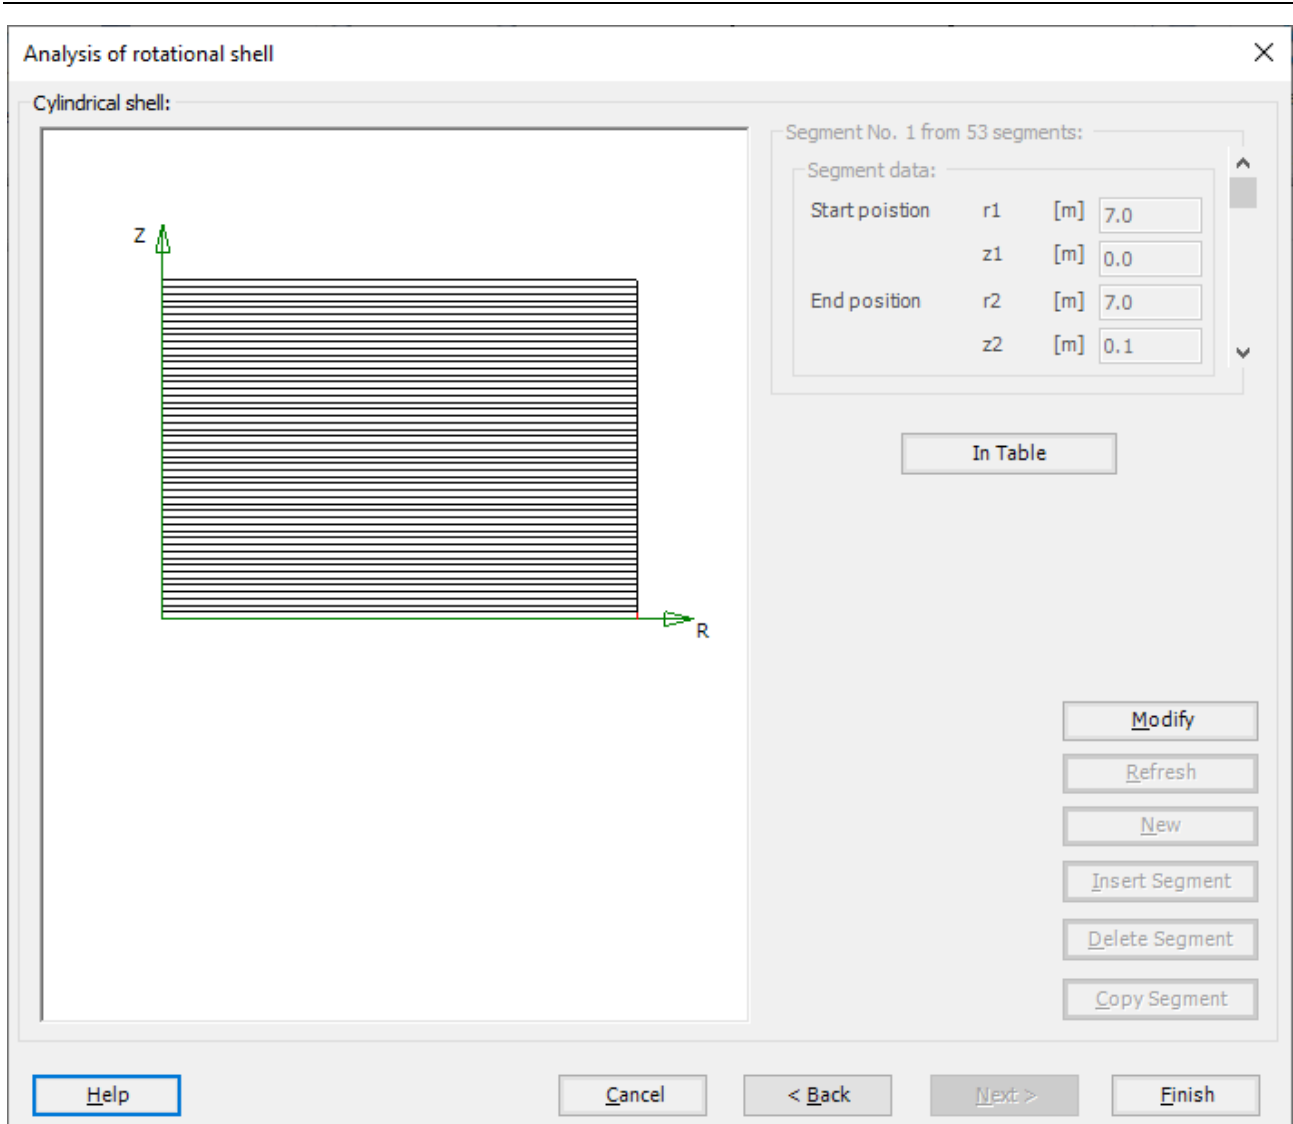 Analysis of rotational shell
Cylindrical shell:
Segment No. 1 from 53 segments:
Segment data:
Start poistion r1 [m] 7.0
z1 [m] 0.0
End position r2 [m] 7.0
z2 [m] 0.1
Z
R
In Table
Modify
Refresh
New
Insert Segment
Delete Segment
Copy Segment
Help Cancel < Back Next > Finish